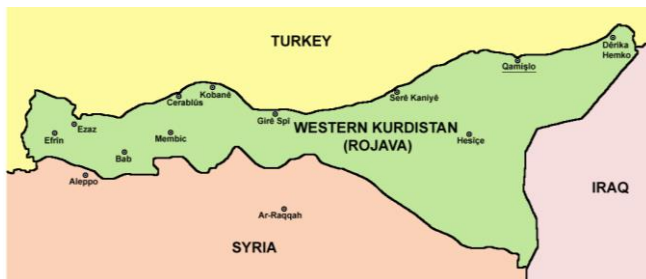 TURKEY
Dêrika
Hemko
Qamişlo
Kobanê
Cerablûs
Serê Kaniyê
Girê Spî
Ezaz
Efrîn
Membic
WESTERN KURDISTAN
(ROJAVA)
Hesîçe
Bab
Aleppo
IRAQ
Ar-Raqqah
SYRIA